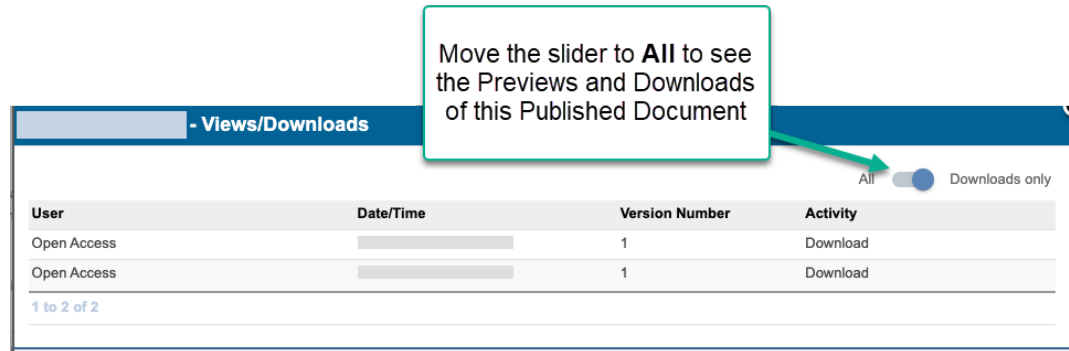 Move the slider to All to see
the Previews and Downloads
of this Published Document
- Views/Downloads
All Downloads only
User Date/Time Version Number Activity
Open Access 1 Download
Open Access 1 Download
1 to 2 of 2